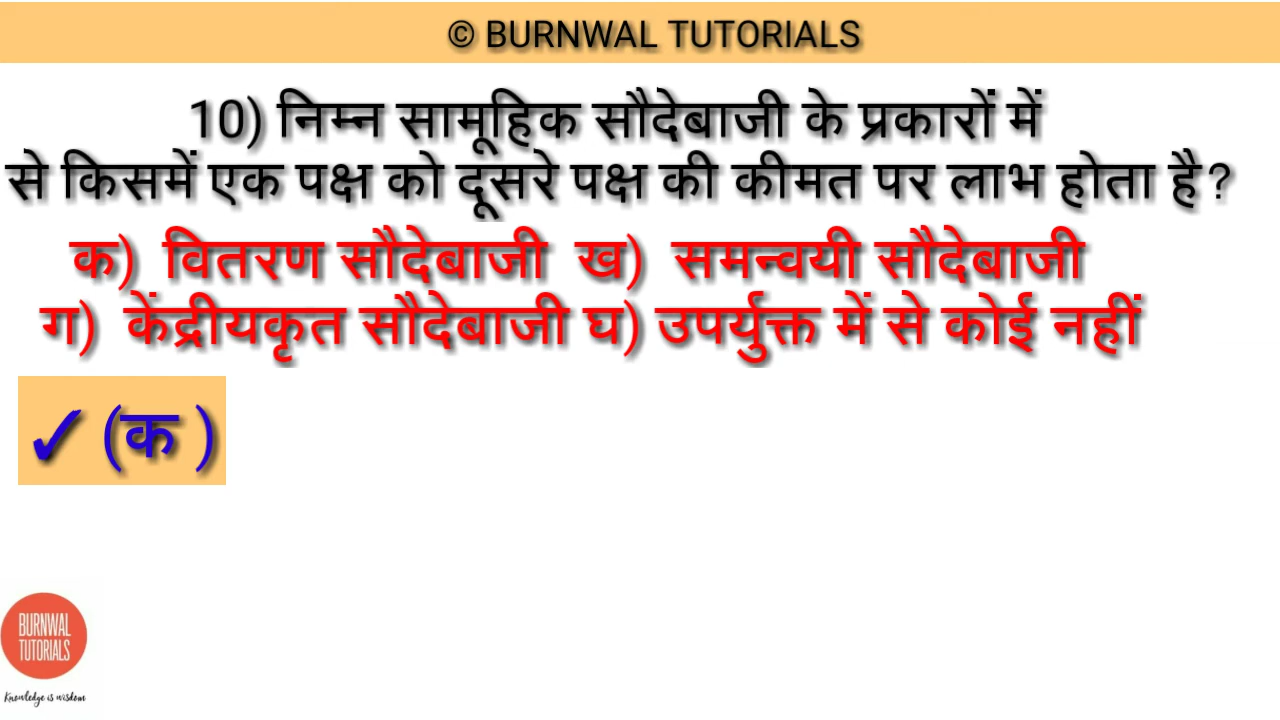 © BURNWAL TUTORIALS
10) निम्न सामूहिक सौदेबाजी के प्रकारों में
से किसमें एक पक्ष को दूसरे पक्ष की कीमत पर लाभ होता है?
क) वितरण सौदेबाजी ख) समन्वयी सौदेबाजी
ग) केंद्रीयकृत सौदेबाजी घ) उपर्युक्त में से कोई नहीं
✓ (क )
BURNWAL
TUTORIALS
Knowledge is wisdom